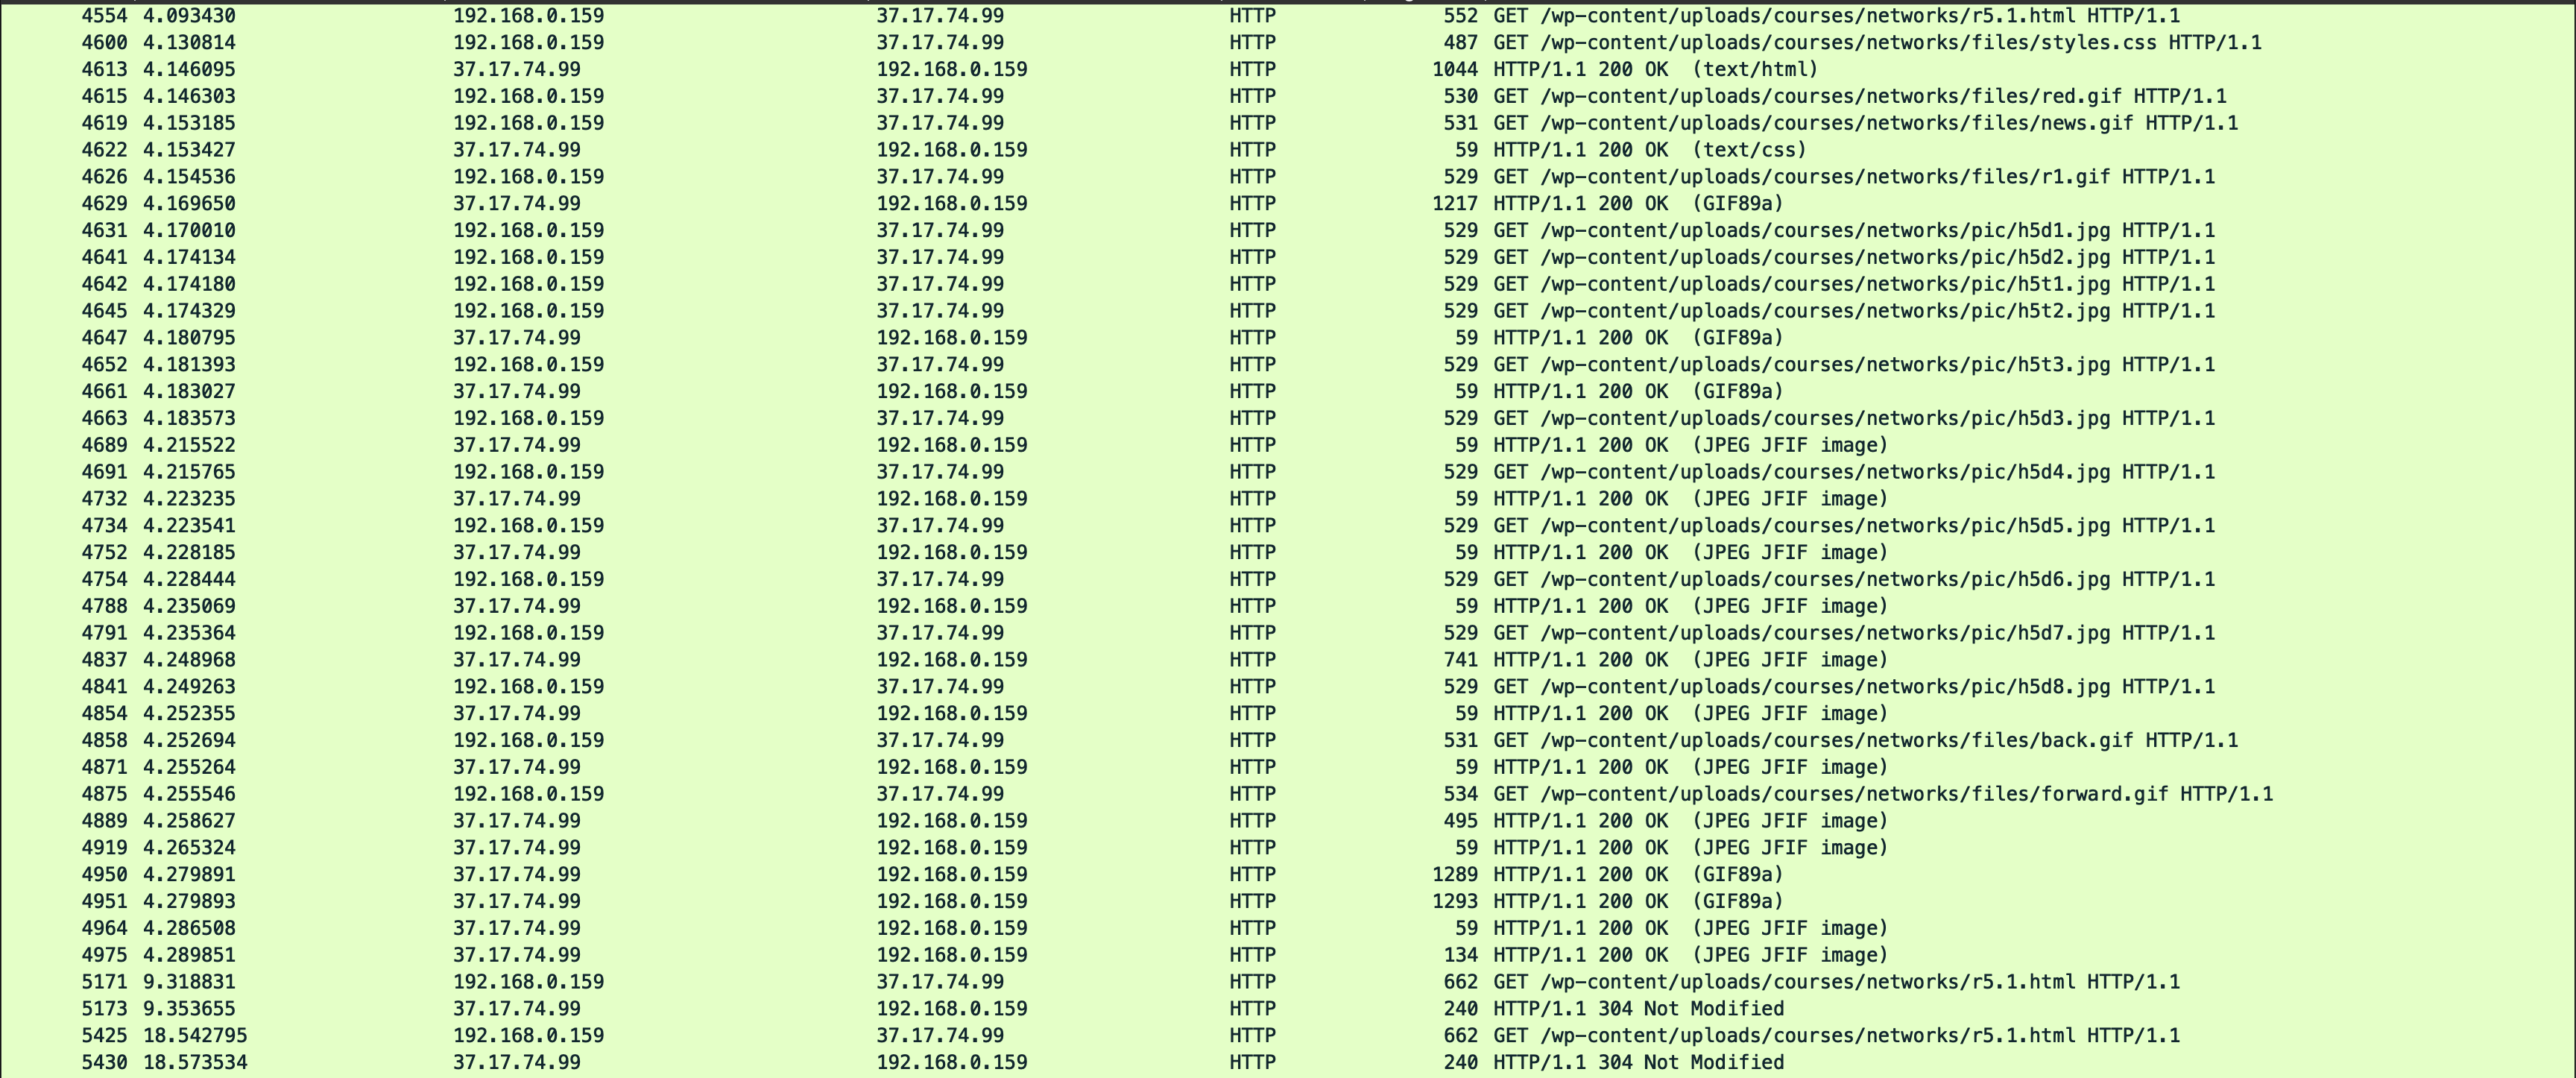 4554 4.093430 192.168.0.159 37.17.74.99 HTTP 552 GET /wp-content/uploads/courses/networks/r5.1.html HTTP/1.1
4600 4.130814 192.168.0.159 37.17.74.99 HTTP 487 GET /wp-content/uploads/courses/networks/files/styles.css HTTP/1.1
4613 4.146095 37.17.74.99 192.168.0.159 HTTP 1044 HTTP/1.1 200 OK (text/html)
4615 4.146303 192.168.0.159 37.17.74.99 HTTP 530 GET /wp-content/uploads/courses/networks/files/red.gif HTTP/1.1
4619 4.153185 192.168.0.159 37.17.74.99 HTTP 531 GET /wp-content/uploads/courses/networks/files/news.gif HTTP/1.1
4622 4.153427 37.17.74.99 192.168.0.159 HTTP 59 HTTP/1.1 200 OK (text/css)
4626 4.154536 192.168.0.159 37.17.74.99 HTTP 529 GET /wp-content/uploads/courses/networks/files/r1.gif HTTP/1.1
4629 4.169650 37.17.74.99 192.168.0.159 HTTP 1217 HTTP/1.1 200 OK (GIF89a)
4631 4.170010 192.168.0.159 37.17.74.99 HTTP 529 GET /wp-content/uploads/courses/networks/pic/h5d1.jpg HTTP/1.1
4641 4.174134 192.168.0.159 37.17.74.99 HTTP 529 GET /wp-content/uploads/courses/networks/pic/h5d2.jpg HTTP/1.1
4642 4.174180 192.168.0.159 37.17.74.99 HTTP 529 GET /wp-content/uploads/courses/networks/pic/h5t1.jpg HTTP/1.1
4645 4.174329 192.168.0.159 37.17.74.99 HTTP 529 GET /wp-content/uploads/courses/networks/pic/h5t2.jpg HTTP/1.1
4647 4.180795 37.17.74.99 192.168.0.159 HTTP 59 HTTP/1.1 200 OK (GIF89a)
4652 4.181393 192.168.0.159 37.17.74.99 HTTP 529 GET /wp-content/uploads/courses/networks/pic/h5t3.jpg HTTP/1.1
4661 4.183027 37.17.74.99 192.168.0.159 HTTP 59 HTTP/1.1 200 OK (GIF89a)
4663 4.183573 192.168.0.159 37.17.74.99 HTTP 529 GET /wp-content/uploads/courses/networks/pic/h5d3.jpg HTTP/1.1
4689 4.215522 37.17.74.99 192.168.0.159 HTTP 59 HTTP/1.1 200 OK (JPEG JFIF image)
4691 4.215765 192.168.0.159 37.17.74.99 HTTP 529 GET /wp-content/uploads/courses/networks/pic/h5d4.jpg HTTP/1.1
4732 4.223235 37.17.74.99 192.168.0.159 HTTP 59 HTTP/1.1 200 OK (JPEG JFIF image)
4734 4.223541 192.168.0.159 37.17.74.99 HTTP 529 GET /wp-content/uploads/courses/networks/pic/h5d5.jpg HTTP/1.1
4752 4.228185 37.17.74.99 192.168.0.159 HTTP 59 HTTP/1.1 200 OK (JPEG JFIF image)
4754 4.228444 192.168.0.159 37.17.74.99 HTTP 529 GET /wp-content/uploads/courses/networks/pic/h5d6.jpg HTTP/1.1
4788 4.235069 37.17.74.99 192.168.0.159 HTTP 59 HTTP/1.1 200 OK (JPEG JFIF image)
4791 4.235364 192.168.0.159 37.17.74.99 HTTP 529 GET /wp-content/uploads/courses/networks/pic/h5d7.jpg HTTP/1.1
4837 4.248968 37.17.74.99 192.168.0.159 HTTP 741 HTTP/1.1 200 OK (JPEG JFIF image)
4841 4.249263 192.168.0.159 37.17.74.99 HTTP 529 GET /wp-content/uploads/courses/networks/pic/h5d8.jpg HTTP/1.1
4854 4.252355 37.17.74.99 192.168.0.159 HTTP 59 HTTP/1.1 200 OK (JPEG JFIF image)
4858 4.252694 192.168.0.159 37.17.74.99 HTTP 531 GET /wp-content/uploads/courses/networks/files/back.gif HTTP/1.1
4871 4.255264 37.17.74.99 192.168.0.159 HTTP 59 HTTP/1.1 200 OK (JPEG JFIF image)
4875 4.255546 192.168.0.159 37.17.74.99 HTTP 534 GET /wp-content/uploads/courses/networks/files/forward.gif HTTP/1.1
4889 4.258627 37.17.74.99 192.168.0.159 HTTP 495 HTTP/1.1 200 OK (JPEG JFIF image)
4919 4.265324 37.17.74.99 192.168.0.159 HTTP 59 HTTP/1.1 200 OK (JPEG JFIF image)
4950 4.279891 37.17.74.99 192.168.0.159 HTTP 1289 HTTP/1.1 200 OK (GIF89a)
4951 4.279893 37.17.74.99 192.168.0.159 HTTP 1293 HTTP/1.1 200 OK (GIF89a)
4964 4.286508 37.17.74.99 192.168.0.159 HTTP 59 HTTP/1.1 200 OK (JPEG JFIF image)
4975 4.289851 37.17.74.99 192.168.0.159 HTTP 134 HTTP/1.1 200 OK (JPEG JFIF image)
5171 9.318831 192.168.0.159 37.17.74.99 HTTP 662 GET /wp-content/uploads/courses/networks/r5.1.html HTTP/1.1
5173 9.353655 37.17.74.99 192.168.0.159 HTTP 240 HTTP/1.1 304 Not Modified
5425 18.542795 192.168.0.159 37.17.74.99 HTTP 662 GET /wp-content/uploads/courses/networks/r5.1.html HTTP/1.1
5430 18.573534 37.17.74.99 192.168.0.159 HTTP 240 HTTP/1.1 304 Not Modified